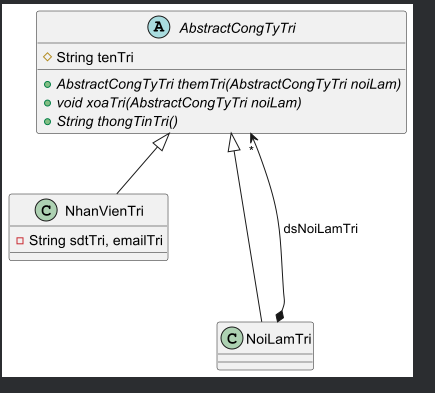 A AbstractCongTyTri
String tenTri
AbstractCongTyTri themTri(AbstractCongTyTri noiLam)
void xoaTri(AbstractCongTyTri noiLam)
String thongTinTri()
*
C NhanVienTri
String sdtTri, emailTri
dsNoiLamTri
C NoiLamTri